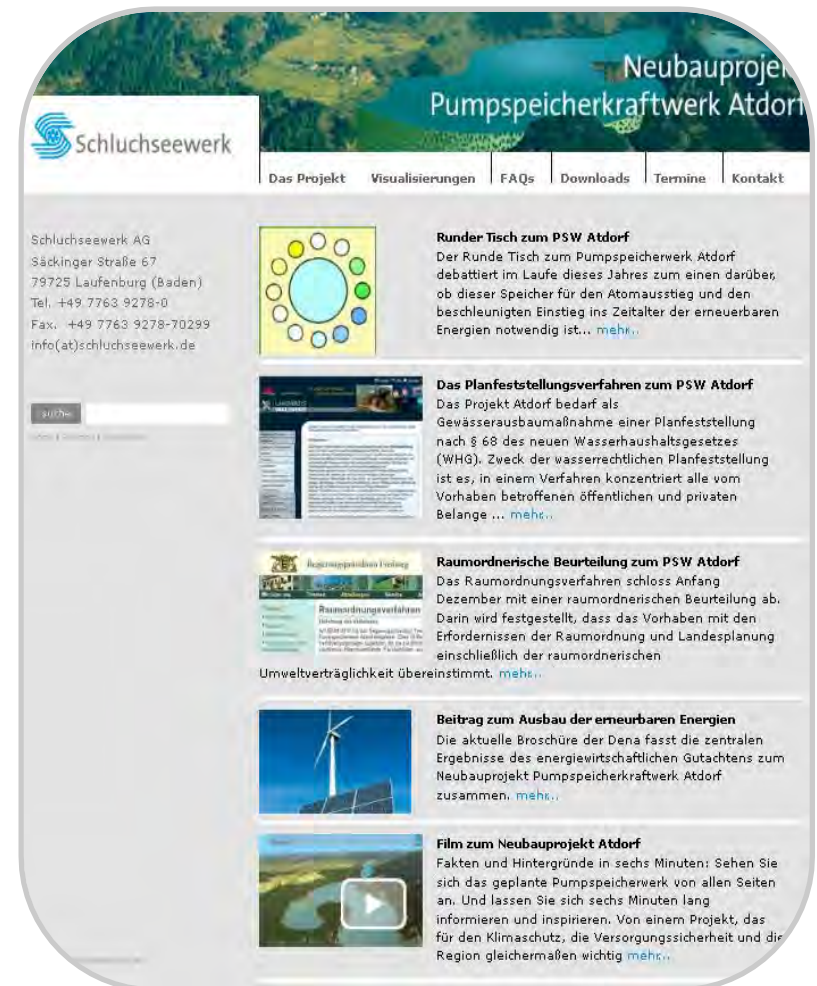 Neubauproje
Pumpspeicherkraftwerk Atdorf
Schluchseewerk
Das Projekt Visualisierungen FAQs Downloads Termine Kontakt
Schluchseewerk AG
Säckinger Straße 67
79725 Laufenburg (Baden)
Tel. +49 7763 9278-0
Fax. +49 7763 9278-70299
info(at)schluchseewerk.de
suche
Runder Tisch zum PSW Atdorf
Der Runde Tisch zum Pumpspeicherwerk Atdorf
debattiert im Laufe dieses Jahres zum einen darüber,
ob dieser Speicher für den Atomausstieg und den
beschleunigten Einstieg ins Zeitalter der erneuerbaren
Energien notwendig ist... mehr...
Das Planfeststellungsverfahren zum PSW Atdorf
Das Projekt Atdorf bedarf als
Gewässerausbaumaßnahme einer Planfeststellung
nach § 68 des neuen Wasserhaushaltsgesetzes
(WHG). Zweck der wasserrechtlichen Planfeststellung
ist es, in einem Verfahren konzentriert alle vom
Vorhaben betroffenen öffentlichen und privaten
Belange ... mehr...
Regierungspräsidium Freiburg
Raumordnungsverfahren
Raumordnerische Beurteilung zum PSW Atdorf
Das Raumordnungsverfahren schloss Anfang
Dezember mit einer raumordnerischen Beurteilung ab.
Darin wird festgestellt, dass das Vorhaben mit den
Erfordernissen der Raumordnung und Landesplanung
einschließlich der raumordnerischen
Umweltverträglichkeit übereinstimmt. mehr...
Beitrag zum Ausbau der erneurbaren Energien
Die aktuelle Broschüre der Dena fasst die zentralen
Ergebnisse des energiewirtschaftlichen Gutachtens zum
Neubauprojekt Pumpspeicherkraftwerk Atdorf
zusammen. mehr...
Film zum Neubauprojekt Atdorf
Fakten und Hintergründe in sechs Minuten: Sehen Sie
sich das geplante Pumpspeicherwerk von allen Seiten
an. Und lassen Sie sich sechs Minuten lang
informieren und inspirieren. Von einem Projekt, das
für den Klimaschutz, die Versorgungssicherheit und die
Region gleichermaßen wichtig mehr...